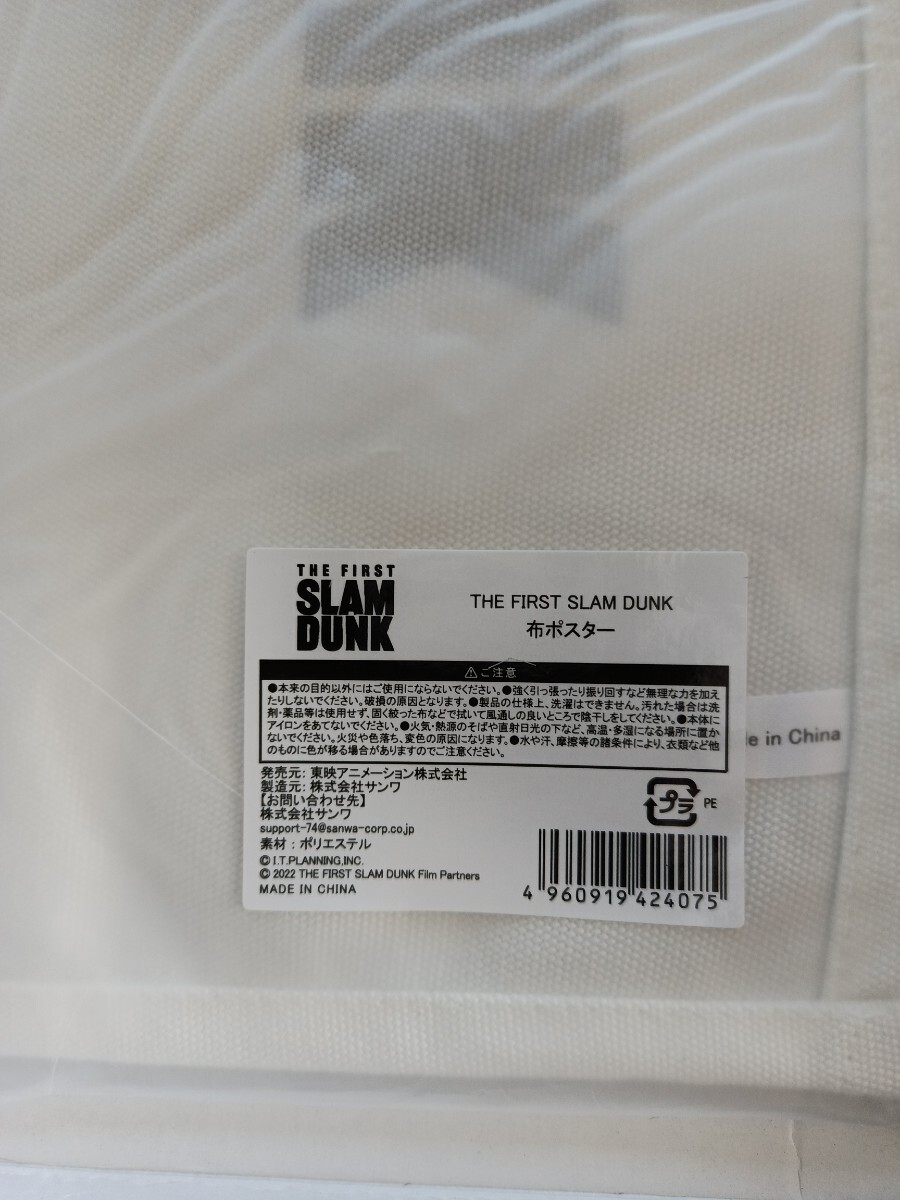 THE FIRST
SLAM
DUNK
THE FIRST SLAM DUNK
布ポスター
⚠ご注意
●本来の目的以外にはご使用にならないでください。●強く引っ張ったり振り回すなど無理な力を加え
たりしないでください。破損の原因となります。●製品の仕様上、洗濯はできません。汚れた場合は洗
剤・薬品等は使用せず、固く絞った布などで拭いて風通しの良いところで陰干しをしてください。●本体に
アイロンをあてないでください。●火気・熱源のそばや直射日光の下など、高温・多湿になる場所に置か
ないでください。火災や色落ち、変色の原因になります。●水や汗、摩擦等の諸条件により、衣類など他
のものに色が移る場合がありますのでご注意ください。
発売元：東映アニメーション株式会社
製造元：株式会社サンワ
【お問い合わせ先】
株式会社サンワ
support-74@sanwa-corp.co.jp
素材：ポリエステル
© I.T.PLANNING,INC.
© 2022 THE FIRST SLAM DUNK Film Partners
MADE IN CHINA
プラ PE
4 960919 424075
in China